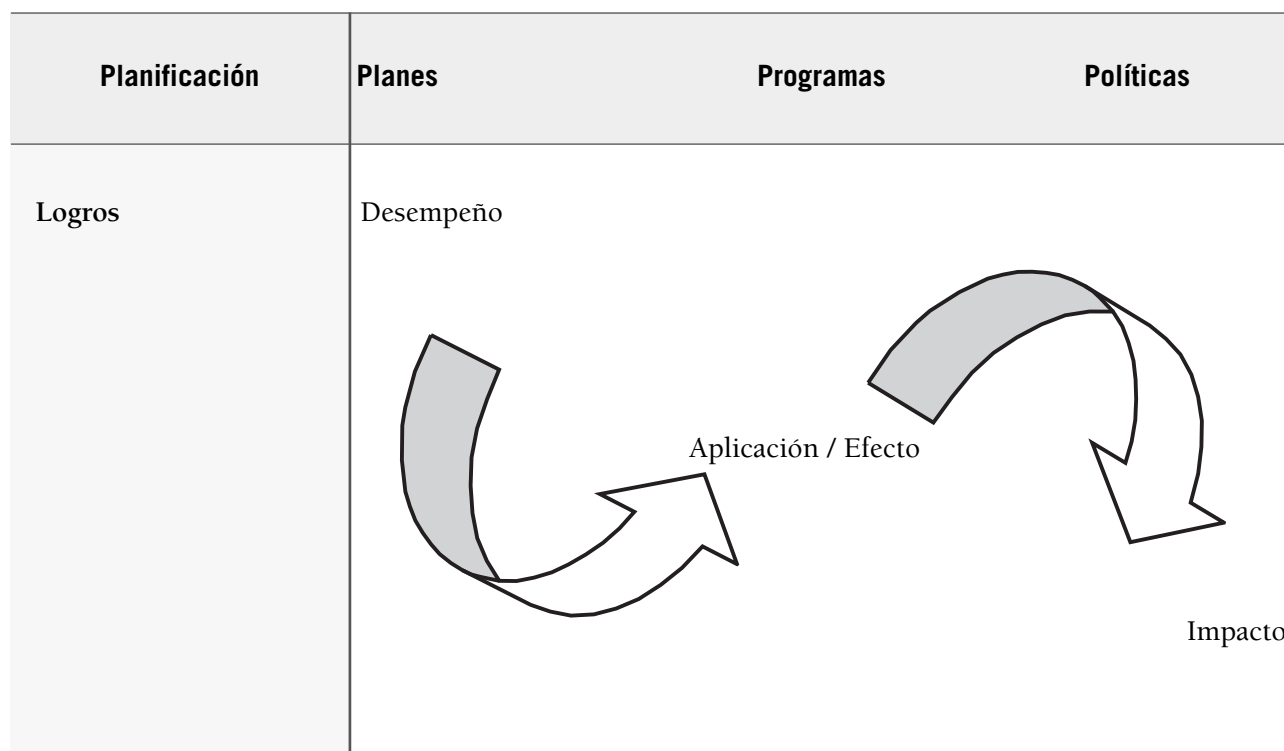 Planificación Planes Programas Políticas
Logros Desempeño
Aplicación / Efecto
Impacto